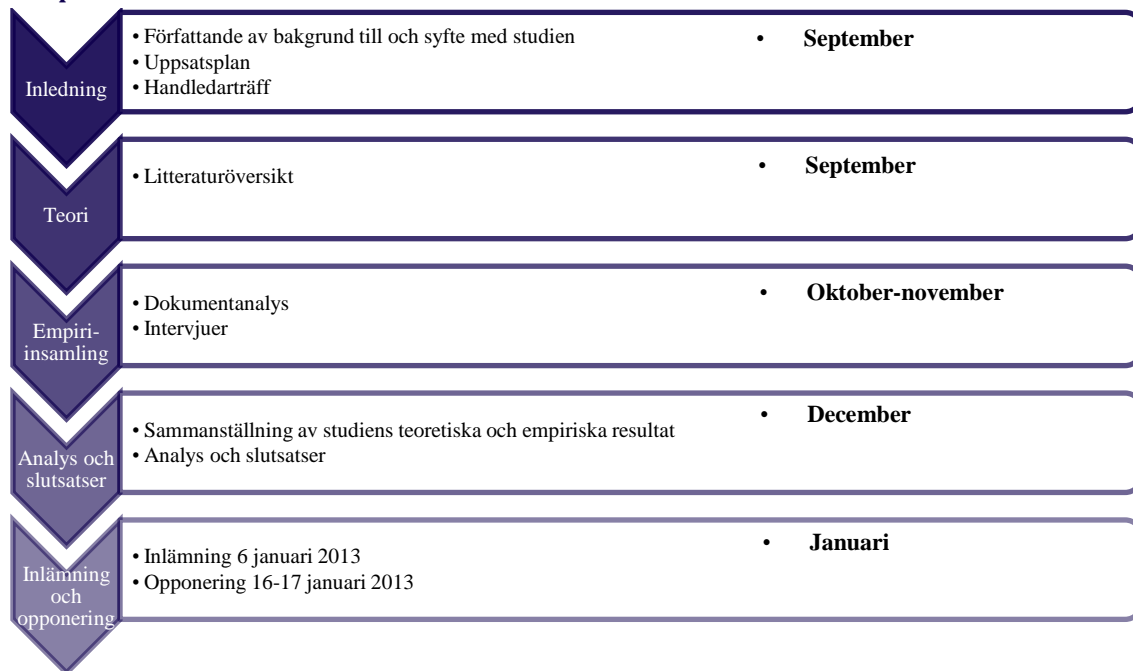 Inledning
• Författande av bakgrund till och syfte med studien
• Uppsatsplan
• Handledarträff
• September
Teori
• Litteraturöversikt
• September
Empiri-
insamling
• Dokumentanalys
• Intervjuer
• Oktober-november
Analys och
slutsatser
• Sammanställning av studiens teoretiska och empiriska resultat
• Analys och slutsatser
• December
Inlämning
och
opponering
• Inlämning 6 januari 2013
• Opponering 16-17 januari 2013
• Januari